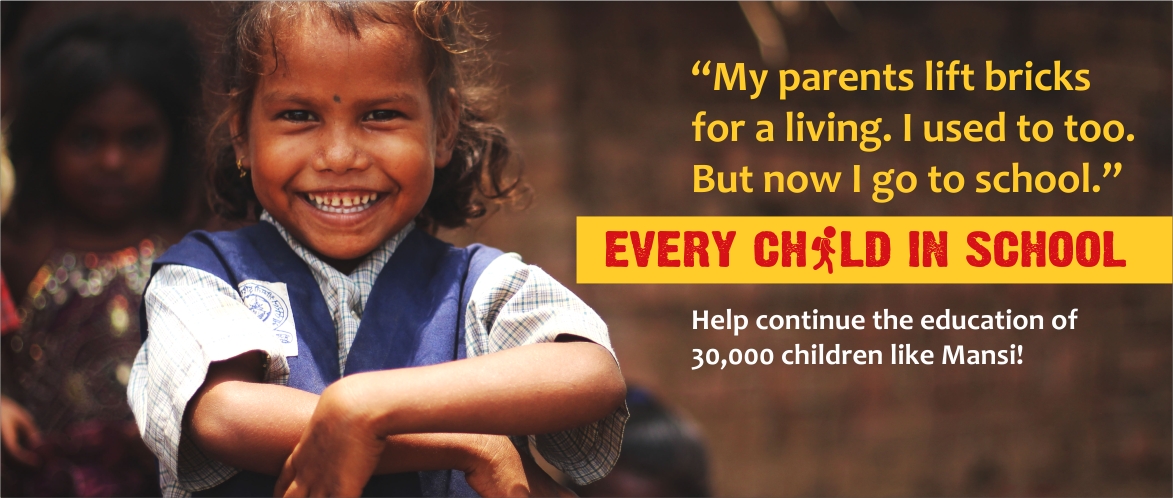 “My parents lift bricks
for a living. I used to too.
But now I go to school.”
EVERY CHILD IN SCHOOL
Help continue the education of
30,000 children like Mansi!